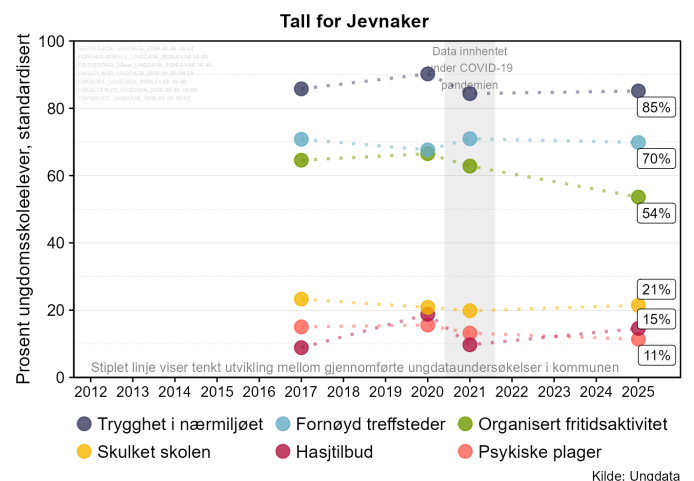 Tall for Jevnaker
Prosent ungdomsskoleelever, standardisert
100
80
60
40
20
0
Data innhentet
under COVID-19
pandemien
85%
70%
54%
21%
15%
11%
Stiplet linje viser tenkt utvikling mellom gjennomførte ungdataundersøkelser i kommunen
2012 2013 2014 2015 2016 2017 2018 2019 2020 2021 2022 2023 2024 2025
Trygghet i nærmiljøet Fornøyd treffsteder Organisert fritidsaktivitet
Skulket skolen Hasjtilbud Psykiske plager
Kilde: Ungdata